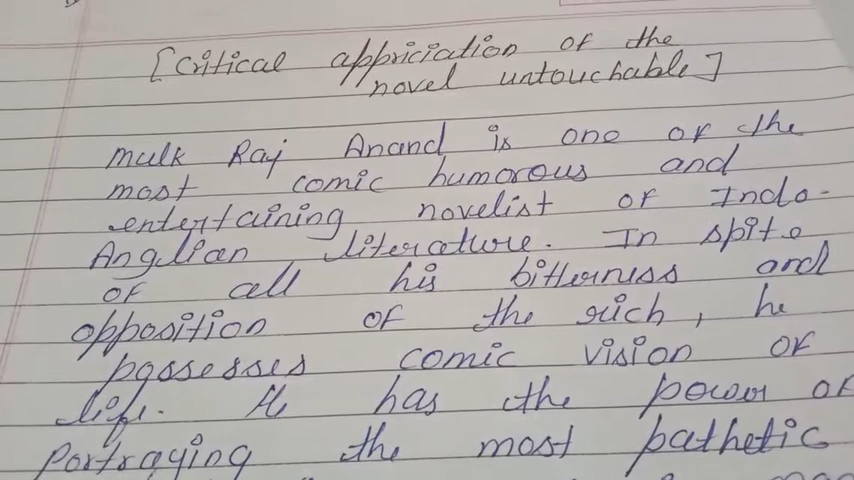 [Critical appriciation of the
novel untouchable]
Mulk Raj Anand is one of the
most comic humorous and
entertaining novelist of Indo-
Anglian literature. In spite
of all his bitterness and
opposition of the rich, he
possesses comic vision of
life. He has the power of
Portraying the most pathetic